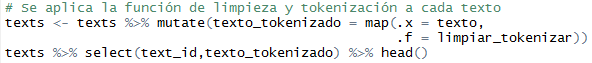 # Se aplica la función de limpieza y tokenización a cada texto
texts <- texts %>% mutate(texto_tokenizado = map(.x = texto,
.f = limpiar_tokenizar))
texts %>% select(text_id,texto_tokenizado) %>% head()